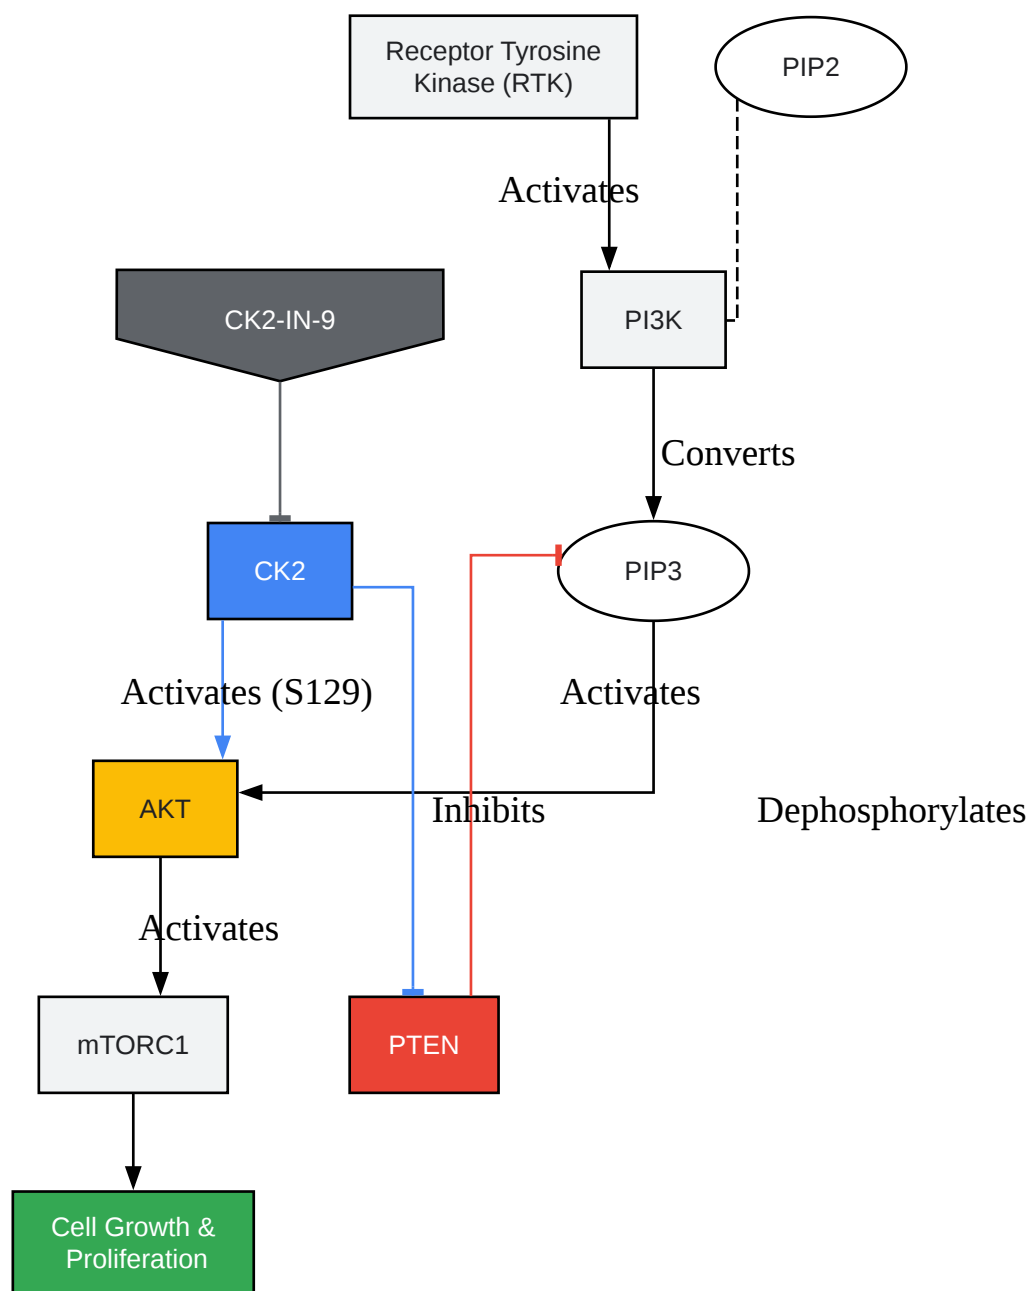 Receptor Tyrosine
Kinase (RTK)
PIP2
Activates
CK2-IN-9
PI3K
Converts
CK2
PIP3
Activates (S129)
Activates
AKT
Inhibits
Dephosphorylates
Activates
mTORC1
PTEN
Cell Growth &
Proliferation